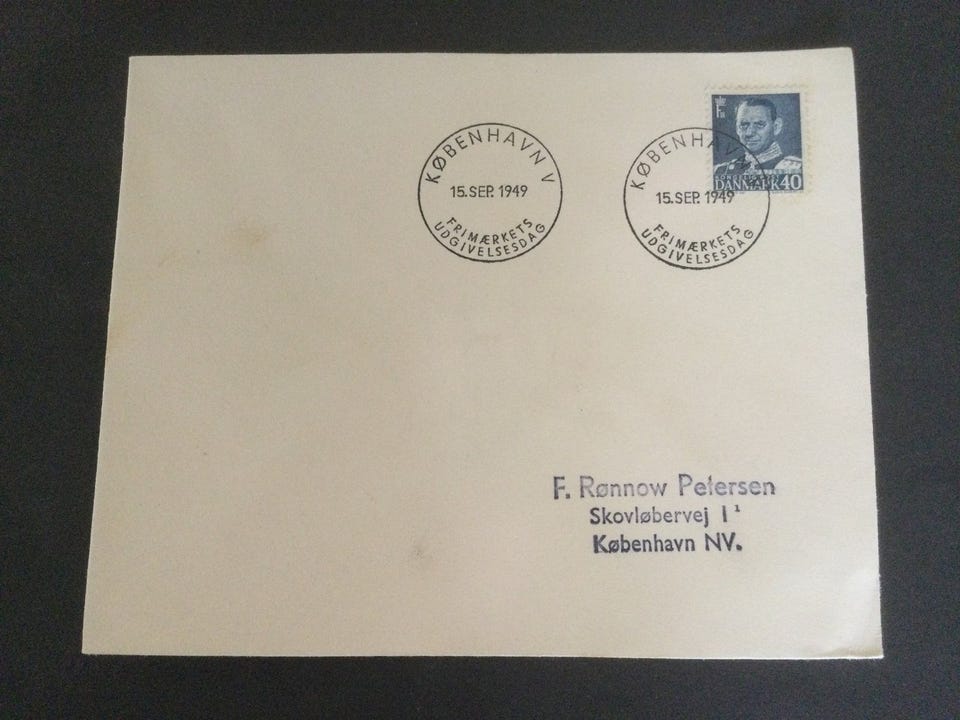 KØBENHAVN V
15. SEP. 1949
FRIMÆRKETS
UDGIVELSESDAG
KØBENHAVN V
15. SEP. 1949
FRIMÆRKETS
UDGIVELSESDAG
DANMARK 40
F. Rønnow Petersen
Skovløbervej 1¹
København NV.